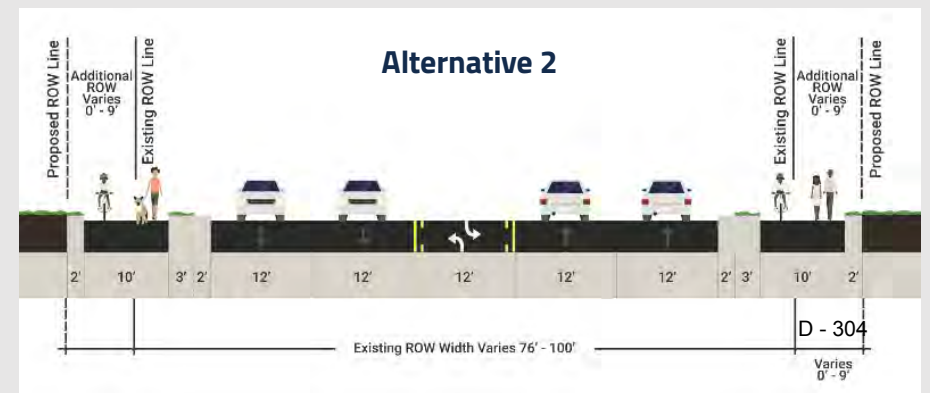 Alternative 2
Proposed ROW Line
Additional
ROW
Varies
0' - 9'
Existing ROW Line
Existing ROW Line
Additional
ROW
Varies
0' - 9'
Proposed ROW Line
2' 10' 3' 2' 12' 12' 12' 12' 12' 2' 3' 10' 2'
D - 304
Existing ROW Width Varies 76' - 100'
Varies
0' - 9'